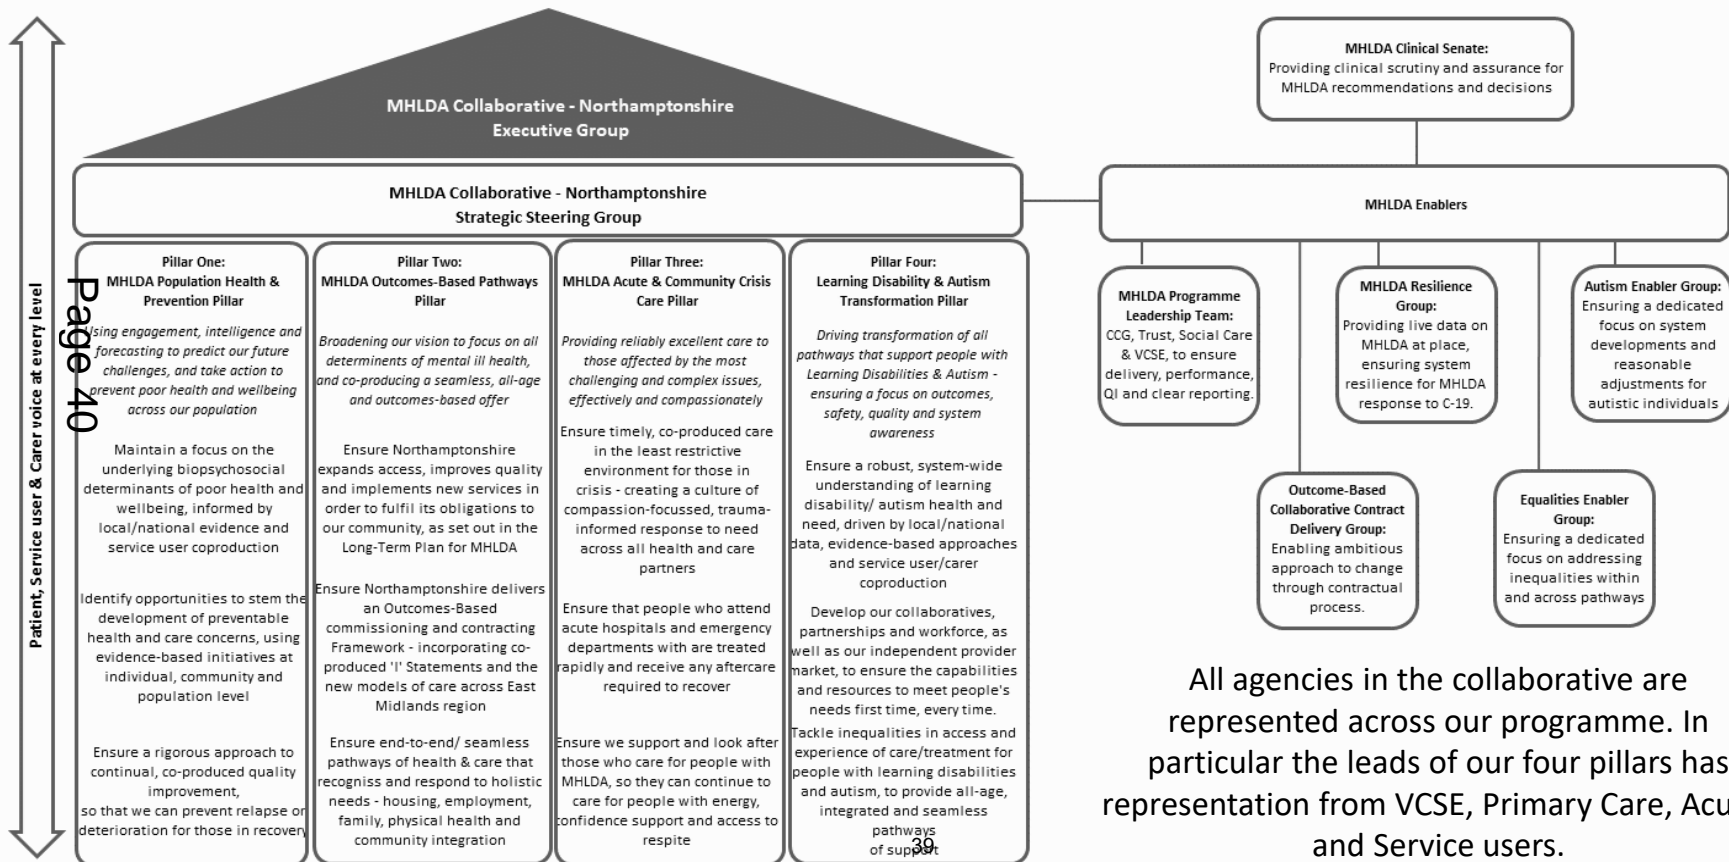 Patient, Service user & Carer voice at every level
Page 40
MHLDA Collaborative - Northamptonshire
Executive Group
MHLDA Collaborative - Northamptonshire
Strategic Steering Group
Pillar One:
MHLDA Population Health &
Prevention Pillar
Using engagement, intelligence and
forecasting to predict our future
challenges, and take action to
prevent poor health and wellbeing
across our population
Maintain a focus on the
underlying biopsychosocial
determinants of poor health and
wellbeing, informed by
local/national evidence and
service user coproduction
Identify opportunities to stem the
development of preventable
health and care concerns, using
evidence-based initiatives at
individual, community and
population level
Ensure a rigorous approach to
continual, co-produced quality
improvement,
so that we can prevent relapse or
deterioration for those in recovery
Pillar Two:
MHLDA Outcomes-Based Pathways
Pillar
Broadening our vision to focus on all
determinents of mental ill health,
and co-producing a seamless, all-age
and outcomes-based offer
Ensure Northamptonshire
expands access, improves quality
and implements new services in
order to fulfil its obligations to
our community, as set out in the
Long-Term Plan for MHLDA
Ensure Northamptonshire delivers
an Outcomes-Based
commissioning and contracting
Framework - incorporating co-
produced 'I' Statements and the
new models of care across East
Midlands region
Ensure end-to-end/ seamless
pathways of health & care that
recogniss and respond to holistic
needs - housing, employment,
family, physical health and
community integration
Pillar Three:
MHLDA Acute & Community Crisis
Care Pillar
Providing reliably excellent care to
those affected by the most
challenging and complex issues,
effectively and compassionately
Ensure timely, co-produced care
in the least restrictive
environment for those in
crisis - creating a culture of
compassion-focussed, trauma-
informed response to need
across all health and care
partners
Ensure that people who attend
acute hospitals and emergency
departments with are treated
rapidly and receive any aftercare
required to recover
Ensure we support and look after
those who care for people with
MHLDA, so they can continue to
care for people with energy,
confidence support and access to
respite
Pillar Four:
Learning Disability & Autism
Transformation Pillar
Driving transformation of all
pathways that support people with
Learning Disabilities & Autism -
ensuring a focus on outcomes,
safety, quality and system
awareness
Ensure a robust, system-wide
understanding of learning
disability/ autism health and
need, driven by local/national
data, evidence-based approaches
and service user/carer
coproduction
Develop our collaboratives,
partnerships and workforce, as
well as our independent provider
market, to ensure the capabilities
and resources to meet people's
needs first time, every time.
Tackle inequalities in access and
experience of care/treatment for
people with learning disabilities
and autism, to provide all-age,
integrated and seamless
pathways
of support
39
MHLDA Clinical Senate:
Providing clinical scrutiny and assurance for
MHLDA recommendations and decisions
MHLDA Enablers
MHLDA Programme
Leadership Team:
CCG, Trust, Social Care
& VCSE, to ensure
delivery, performance,
QI and clear reporting.
MHLDA Resilience
Group:
Providing live data on
MHLDA at place,
ensuring system
resilience for MHLDA
response to C-19.
Autism Enabler Group:
Ensuring a dedicated
focus on system
developments and
reasonable
adjustments for
autistic individuals
Outcome-Based
Collaborative Contract
Delivery Group:
Enabling ambitious
approach to change
through contractual
process.
Equalities Enabler
Group:
Ensuring a dedicated
focus on addressing
inequalities within
and across pathways
All agencies in the collaborative are
represented across our programme. In
particular the leads of our four pillars has
representation from VCSE, Primary Care,
and Service users.